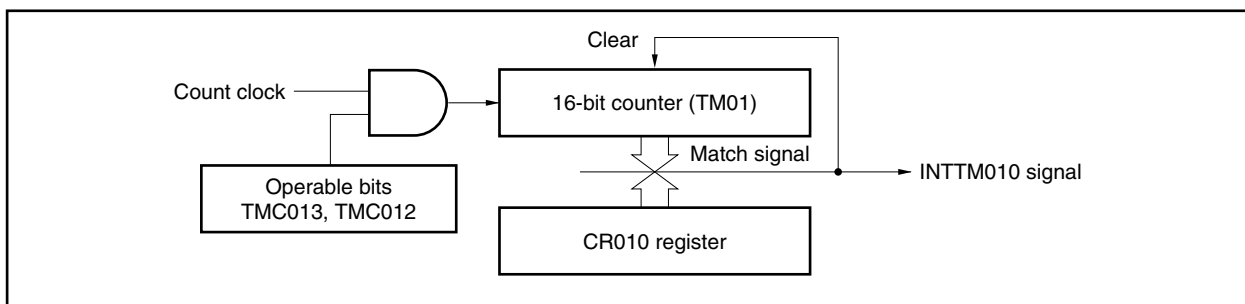 Clear
Count clock
16-bit counter (TM01)
Match signal
INTTM010 signal
Operable bits
TMC013, TMC012
CR010 register